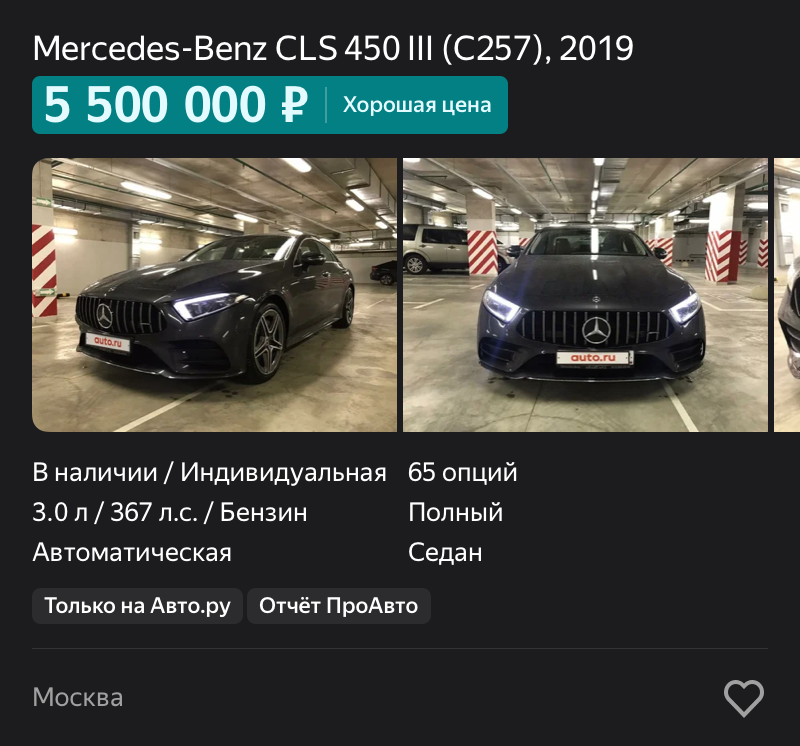 Mercedes-Benz CLS 450 III (C257), 2019
5 500 000 ₽ Хорошая цена
auto.ru
auto.ru
В наличии / Индивидуальная 65 опций
3.0 л / 367 л.с. / Бензин Полный
Автоматическая Седан
Только на Авто.ру Отчёт ПроАвто
Москва